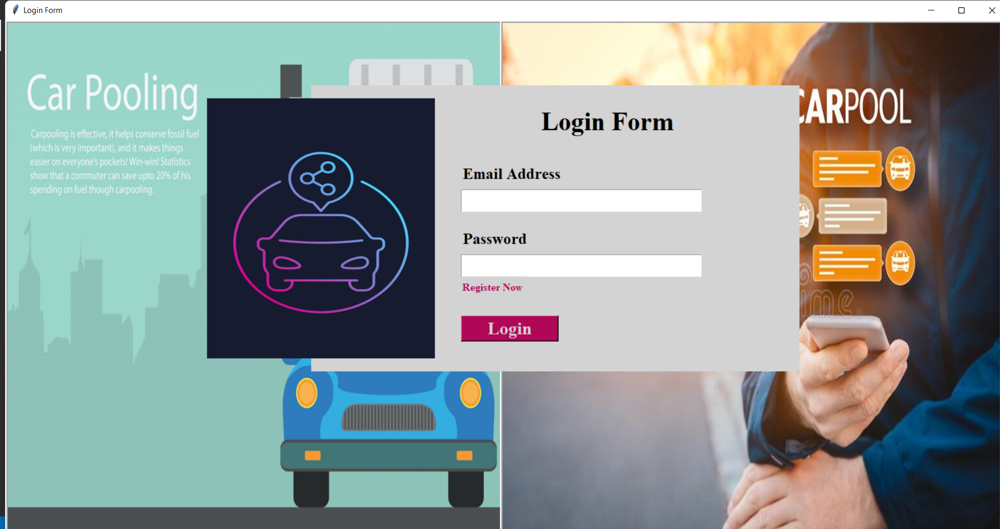 Login Form
Car Pooling
Carpooling is effective, it helps conserve fossil fuel
(which is very important), and it makes things
easier on everyone's pockets! Win-win! Statistics
show that a commuter can save upto 20% of his
spending on fuel though carpooling.
Login Form
Email Address
Password
Register Now
Login
CARPOOL